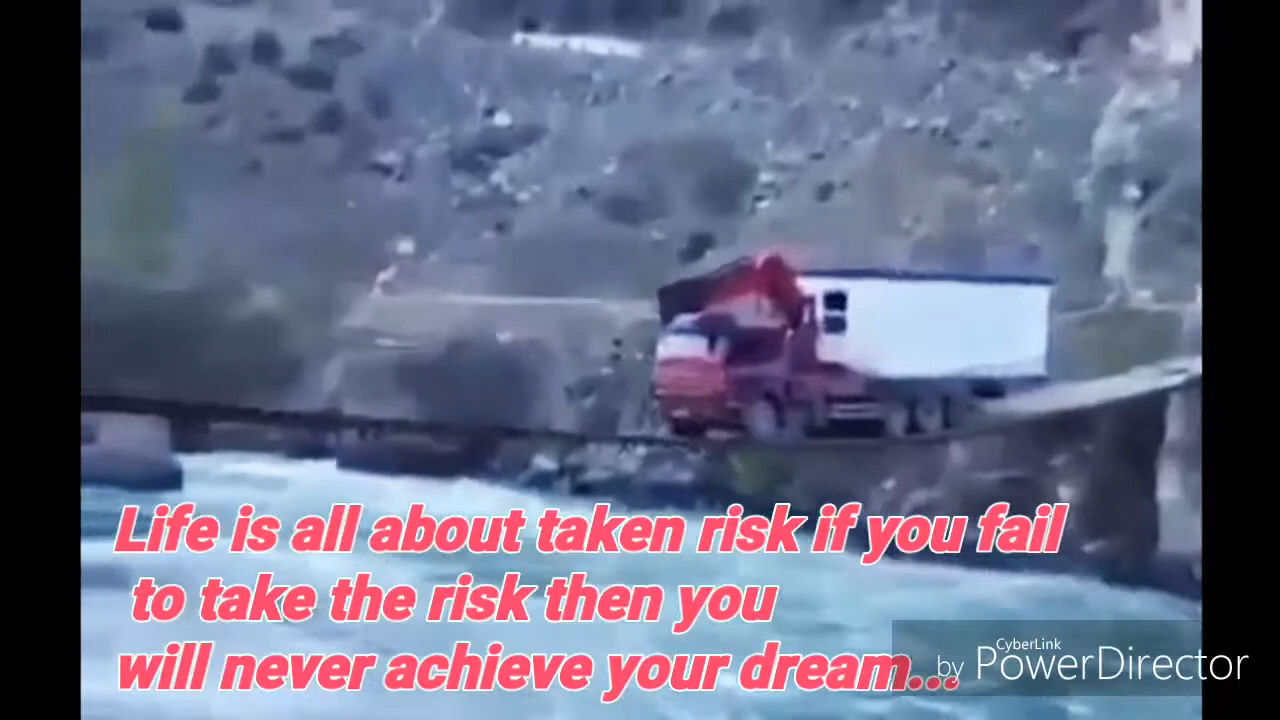 Life is all about taken risk if you fail
to take the risk then you
will never achieve your dream...
CyberLink
by PowerDirector